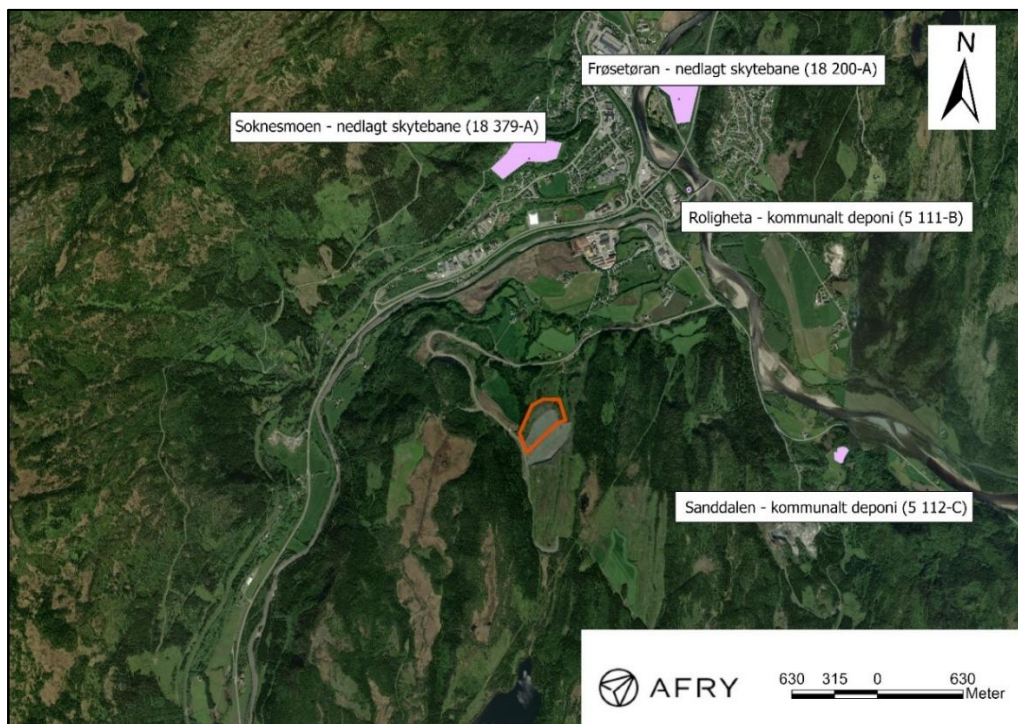 N
Frøsetøran - nedlagt skytebane (18 200-A)
Soknesmoen - nedlagt skytebane (18 379-A)
Roligheta - kommunalt deponi (5 111-B)
Sanddalen - kommunalt deponi (5 112-C)
AFRY
630 315 0 630
Meter